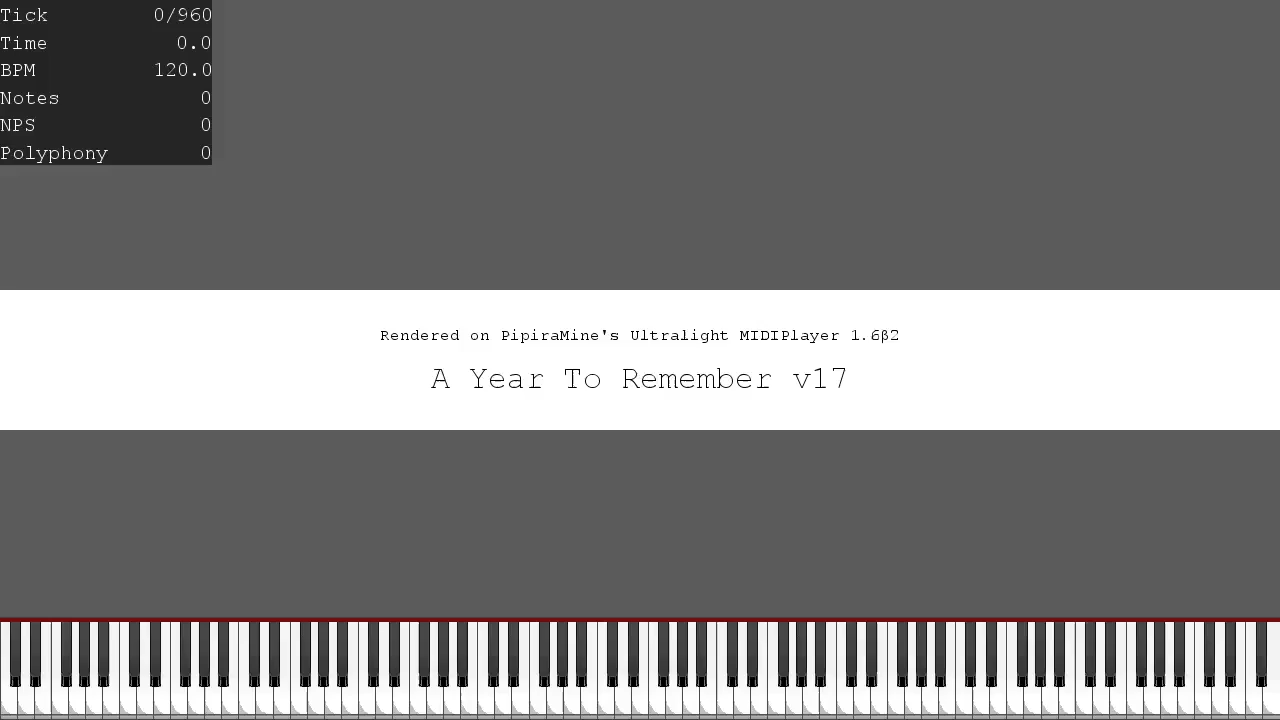 Tick 0/960
Time 0.0
BPM 120.0
Notes 0
NPS 0
Polyphony 0
Rendered on PipiraMine's Ultralight MIDIPlayer 1.6β2
A Year To Remember v17